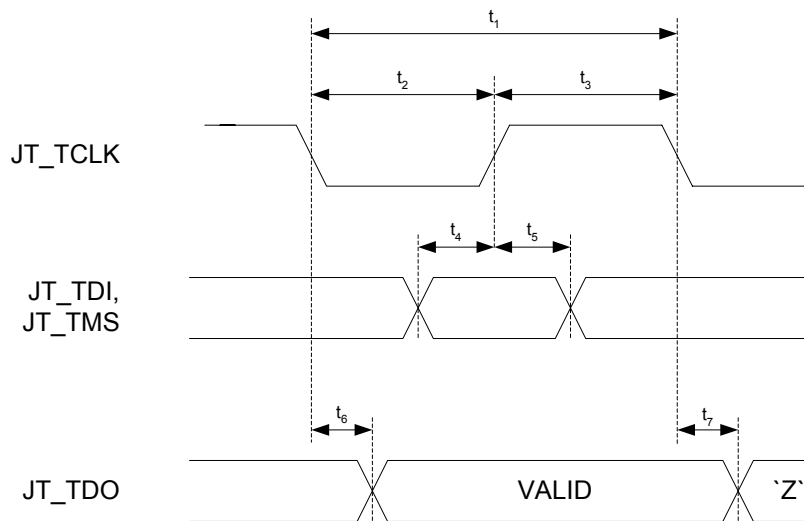 t1
t2 t3
JT_TCLK
t4 t5
JT_TDI,
JT_TMS
t6 t7
JT_TDO VALID `Z`